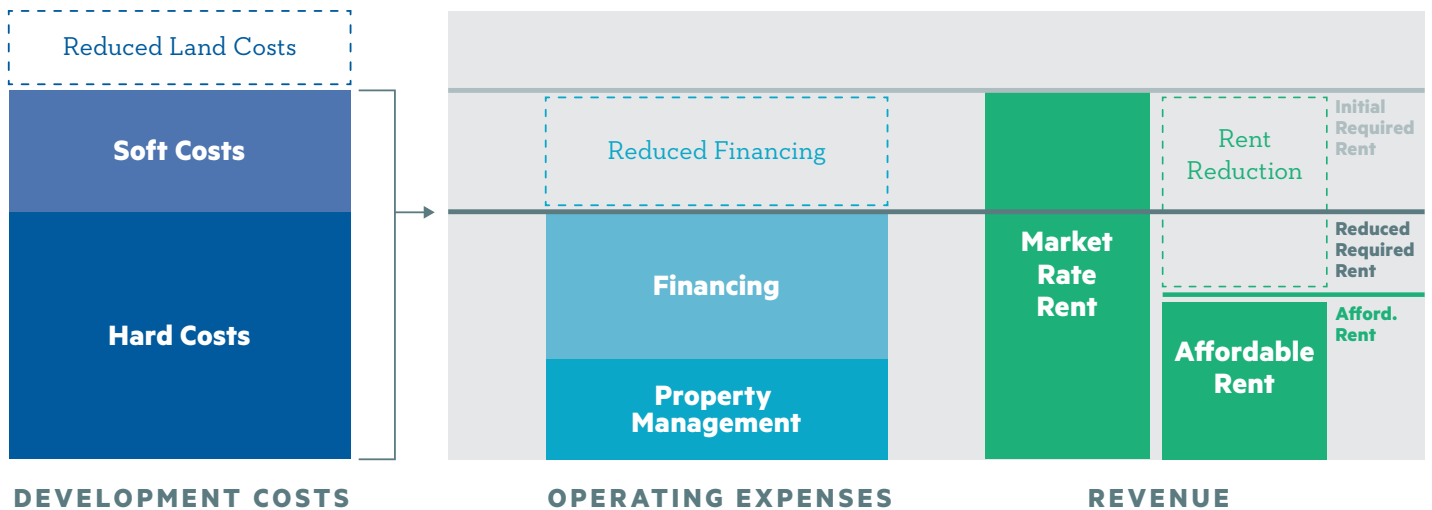 Reduced Land Costs
Soft Costs
Hard Costs
DEVELOPMENT COSTS
Reduced Financing
Financing
Property
Management
OPERATING EXPENSES
Market
Rate
Rent
Rent
Reduction
Affordable
Rent
Initial
Required
Rent
Reduced
Required
Rent
Afford.
Rent
REVENUE